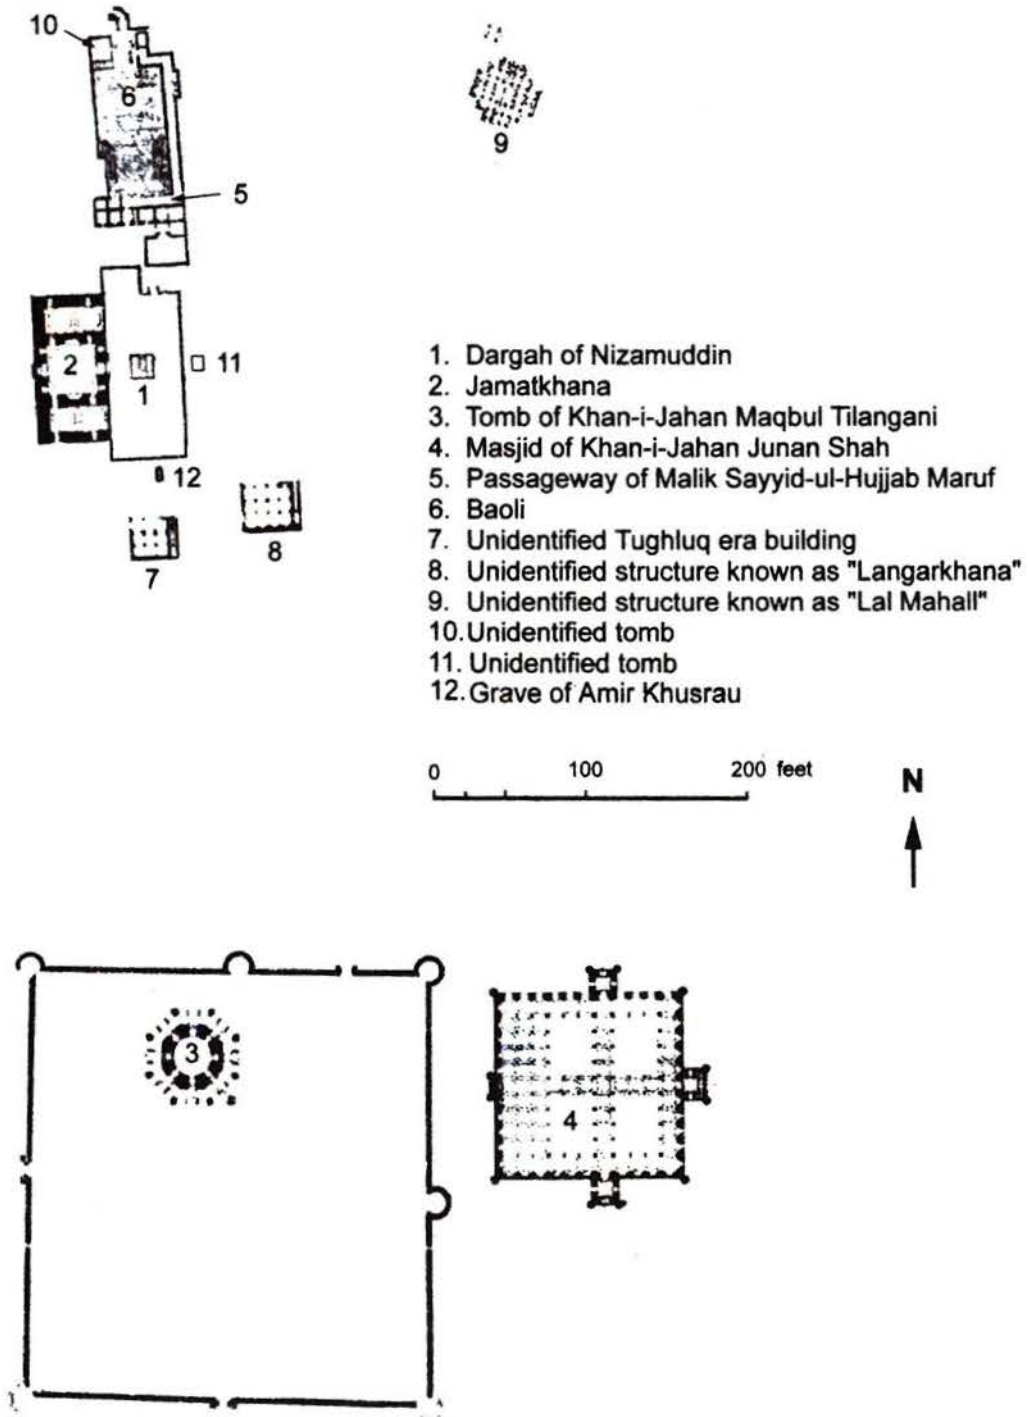 10
6
9
5
2
1
11
12
8
7
1. Dargah of Nizamuddin
2. Jamatkhana
3. Tomb of Khan-i-Jahan Maqbul Tilangani
4. Masjid of Khan-i-Jahan Junan Shah
5. Passageway of Malik Sayyid-ul-Hujjab Maruf
6. Baoli
7. Unidentified Tughluq era building
8. Unidentified structure known as "Langarkhana"
9. Unidentified structure known as "Lal Mahall"
10. Unidentified tomb
11. Unidentified tomb
12. Grave of Amir Khusrau
0 100 200 feet
N
3
4